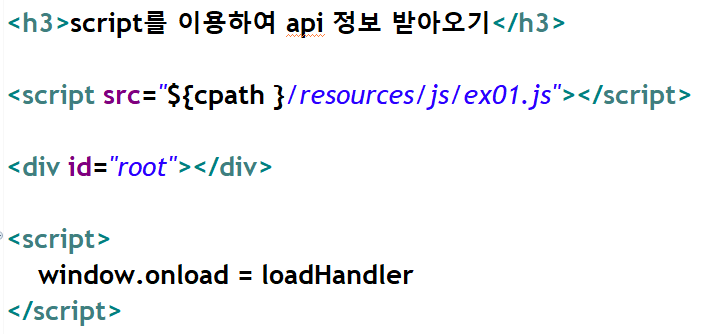 <h3>script를 이용하여 api 정보 받아오기</h3>
<script src="${cpath }/resources/js/ex01.js"></script>
<div id="root"></div>
<script>
window.onload = loadHandler
</script>